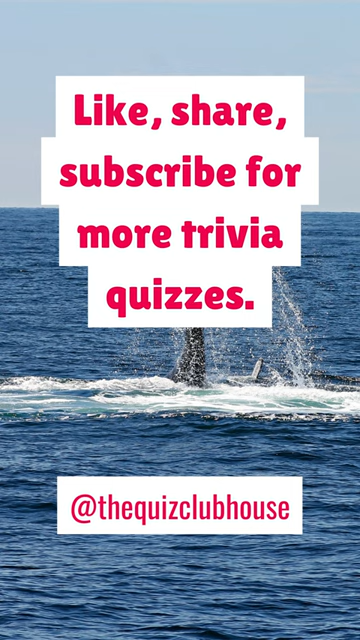 Like, share,
subscribe for
more trivia
quizzes.
@thequizclubhouse